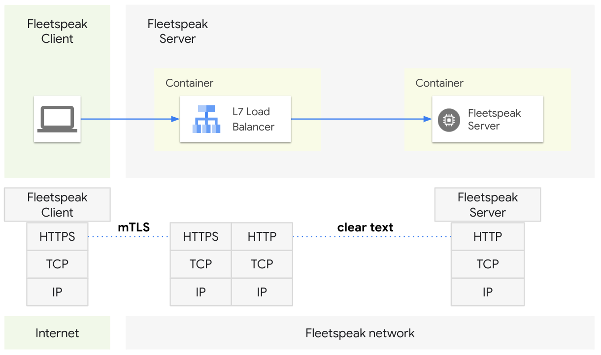 Fleetspeak
Client
Fleetspeak
Server
Container
Container
L7 Load
Balancer
Fleetspeak
Server
Fleetspeak
Client
Fleetspeak
Server
HTTPS
mTLS
HTTPS
HTTP
clear text
HTTP
TCP
TCP
TCP
TCP
IP
IP
IP
IP
Internet
Fleetspeak network